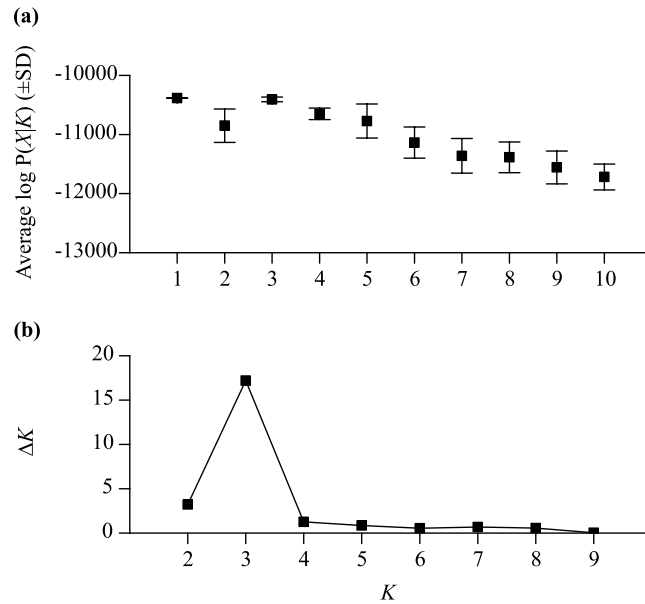 (a)
Average log P(X|K) (±SD)
-10000
-11000
-12000
-13000
1 2 3 4 5 6 7 8 9 10
(b)
ΔK
20
15
10
5
0
2 3 4 5 6 7 8 9
K